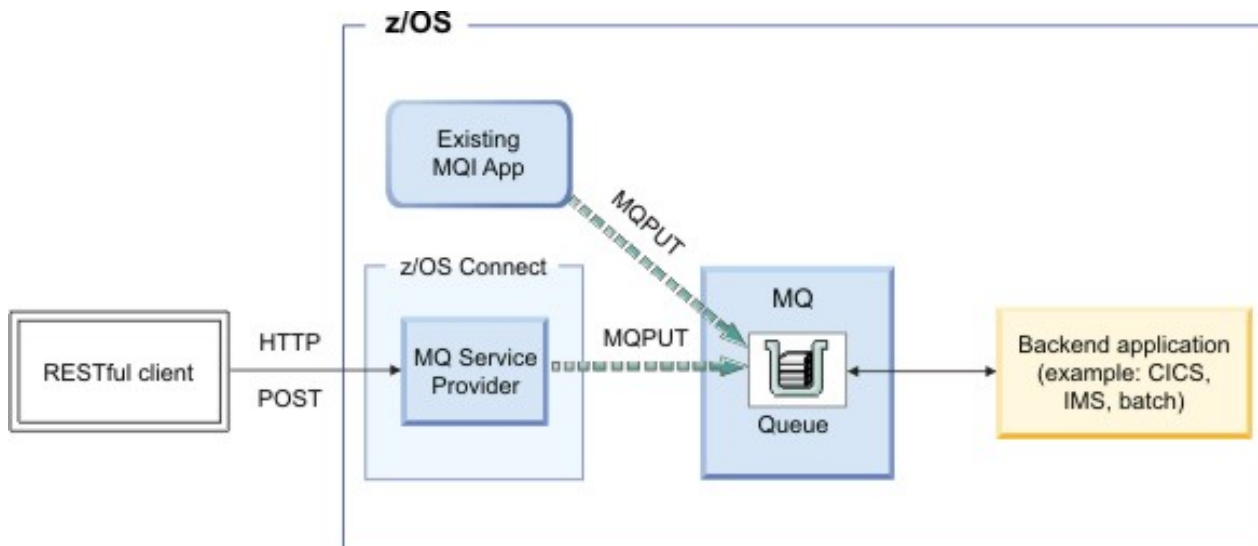 z/OS
Existing
MQI App
MQPUT
z/OS Connect
MQ
RESTful client
HTTP
POST
MQ Service
Provider
MQPUT
Queue
Backend application
(example: CICS,
IMS, batch)